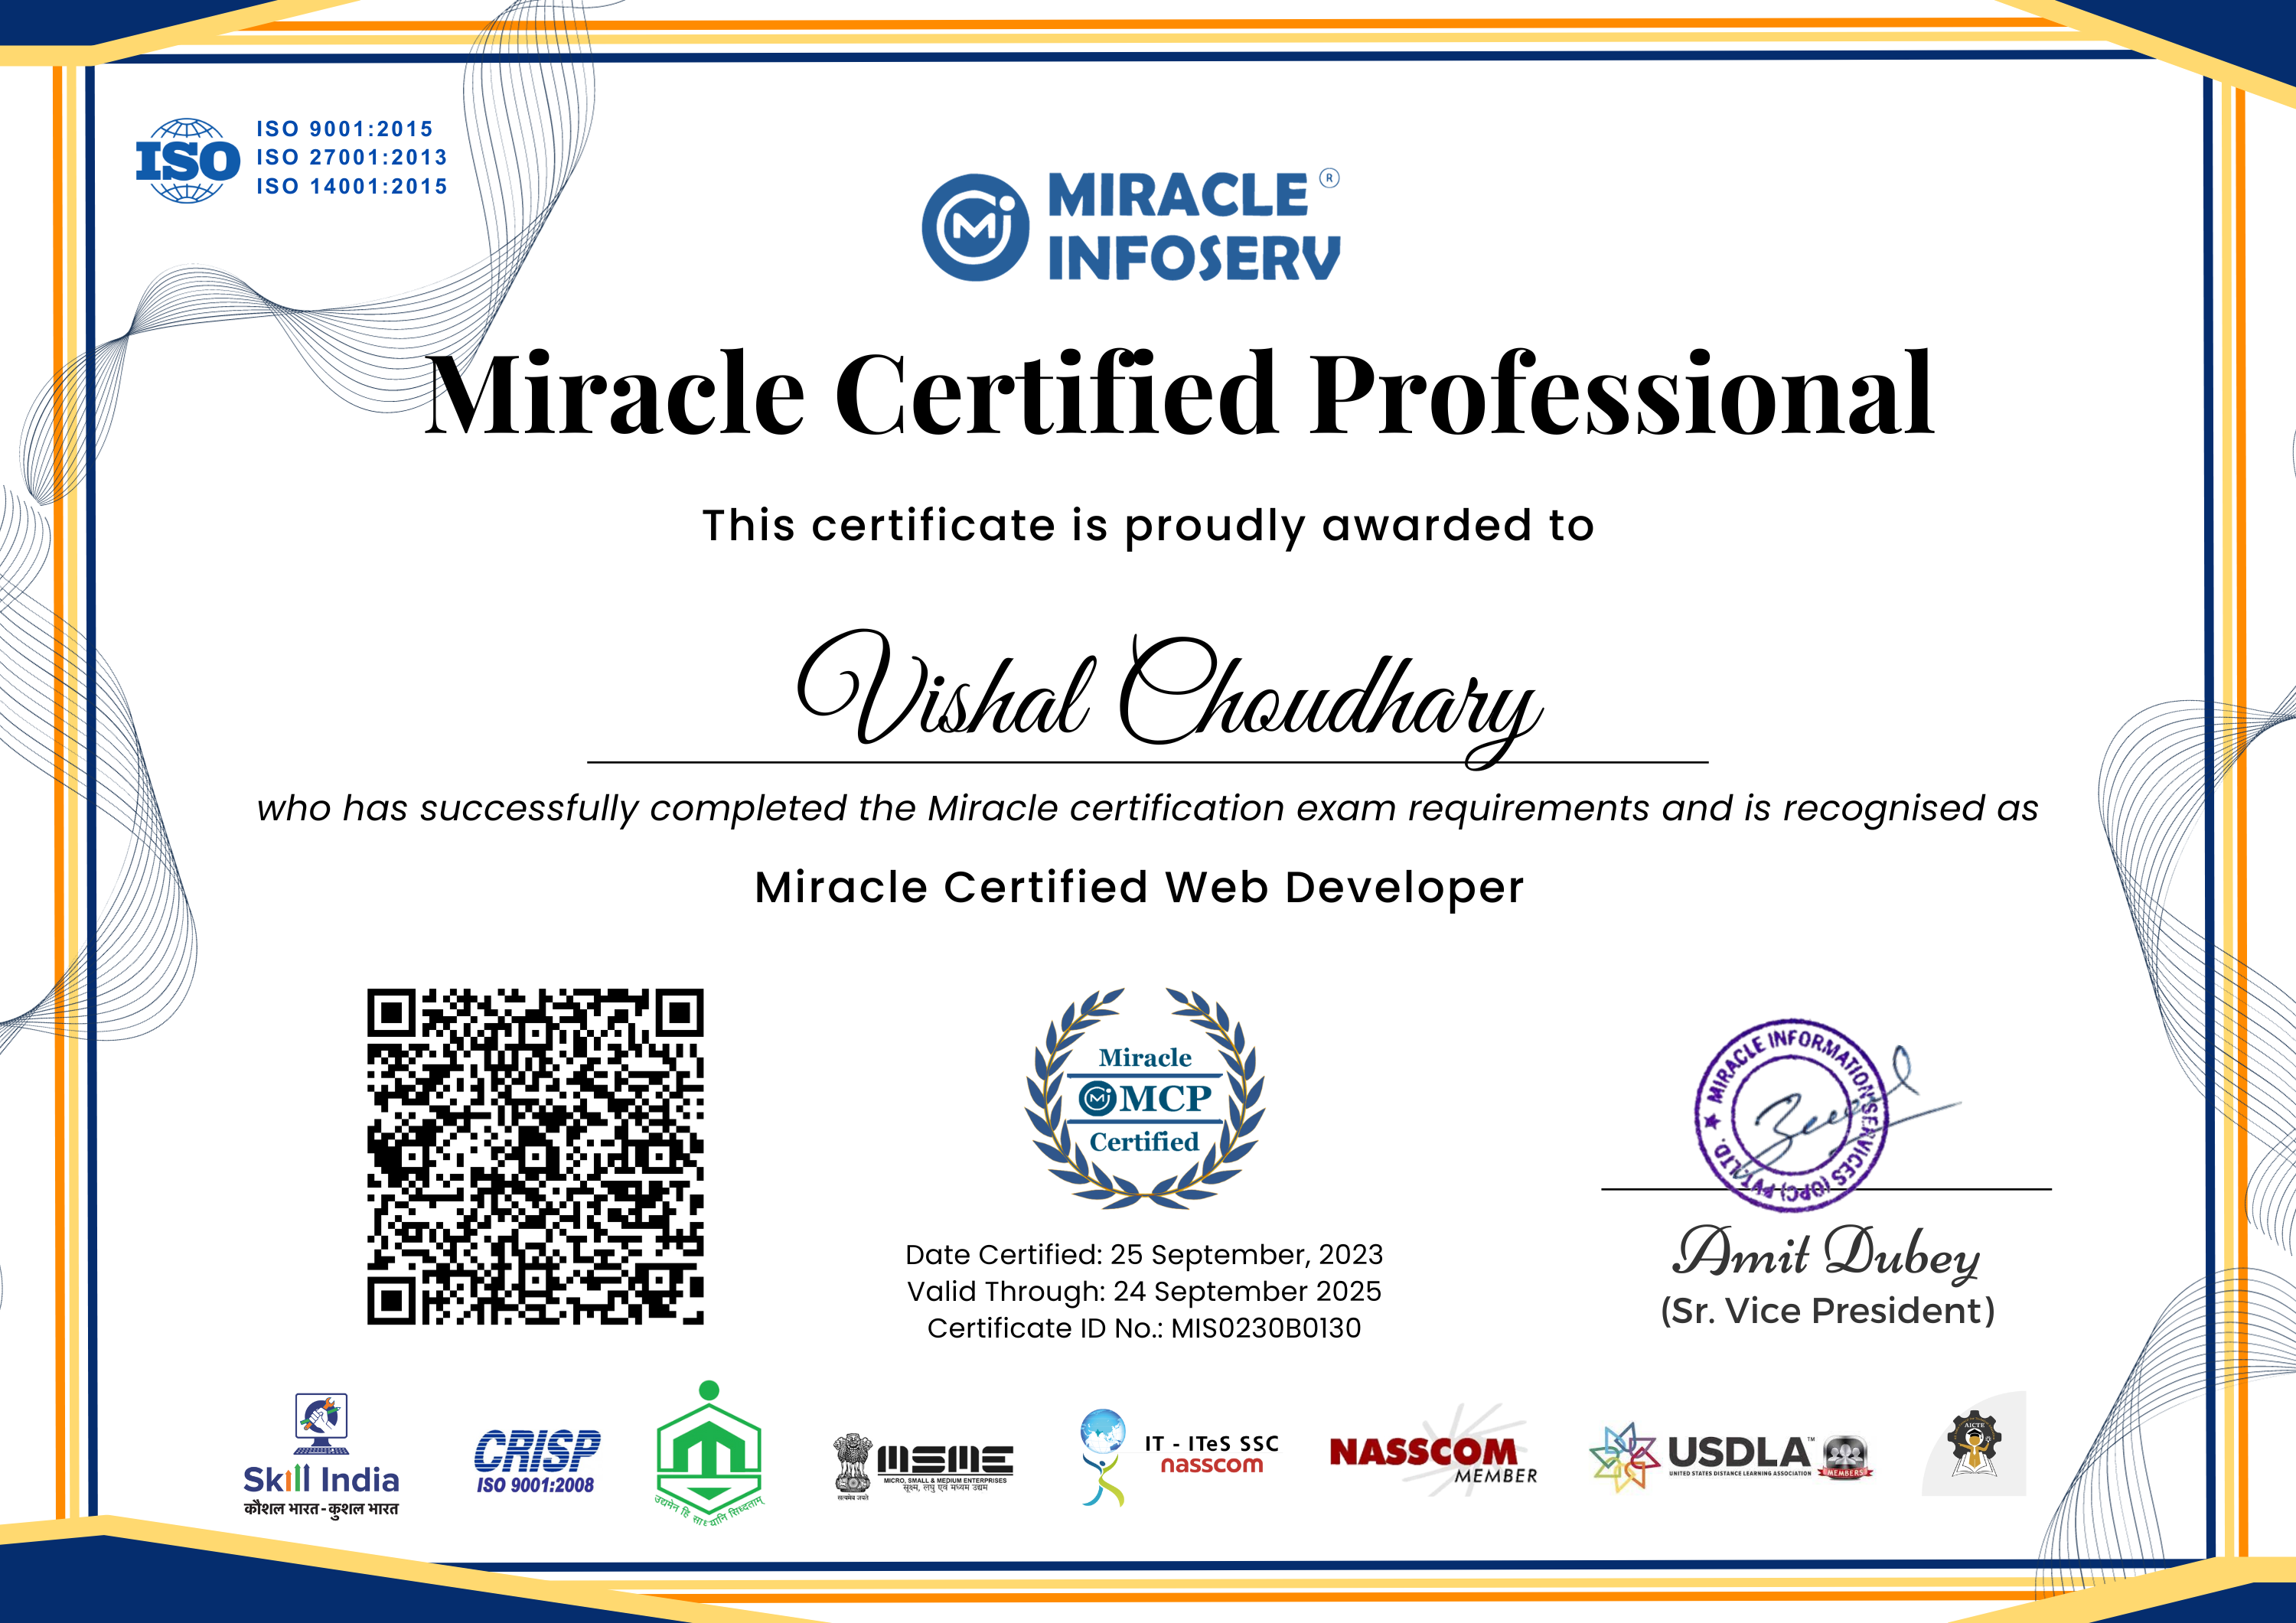 ISO
ISO 9001:2015
ISO 27001:2013
ISO 14001:2015
MIRACLE ®
INFOSERV
Miracle Certified Professional
This certificate is proudly awarded to
Vishal Choudhary
who has successfully completed the Miracle certification exam requirements and is recognised as
Miracle Certified Web Developer
Miracle
MCP
Certified
MIRACLE INFORMATION SERVICES (OPC) PVT. LTD.
Date Certified: 25 September, 2023
Valid Through: 24 September 2025
Certificate ID No.: MIS0230B0130
Amit Dubey
(Sr. Vice President)
Skill India
कौशल भारत-कुशल भारत
CRISP
ISO 9001:2008
उद्यमेन हि साध्यन्ति सिध्दताम्
सत्यमेव जयते
MSME
MICRO, SMALL & MEDIUM ENTERPRISES
सूक्ष्म, लघु एवं मध्यम उद्यम
IT - ITeS SSC
nasscom
NASSCOM
MEMBER
USDLA™
UNITED STATES DISTANCE LEARNING ASSOCIATION
MEMBERS
AICTE